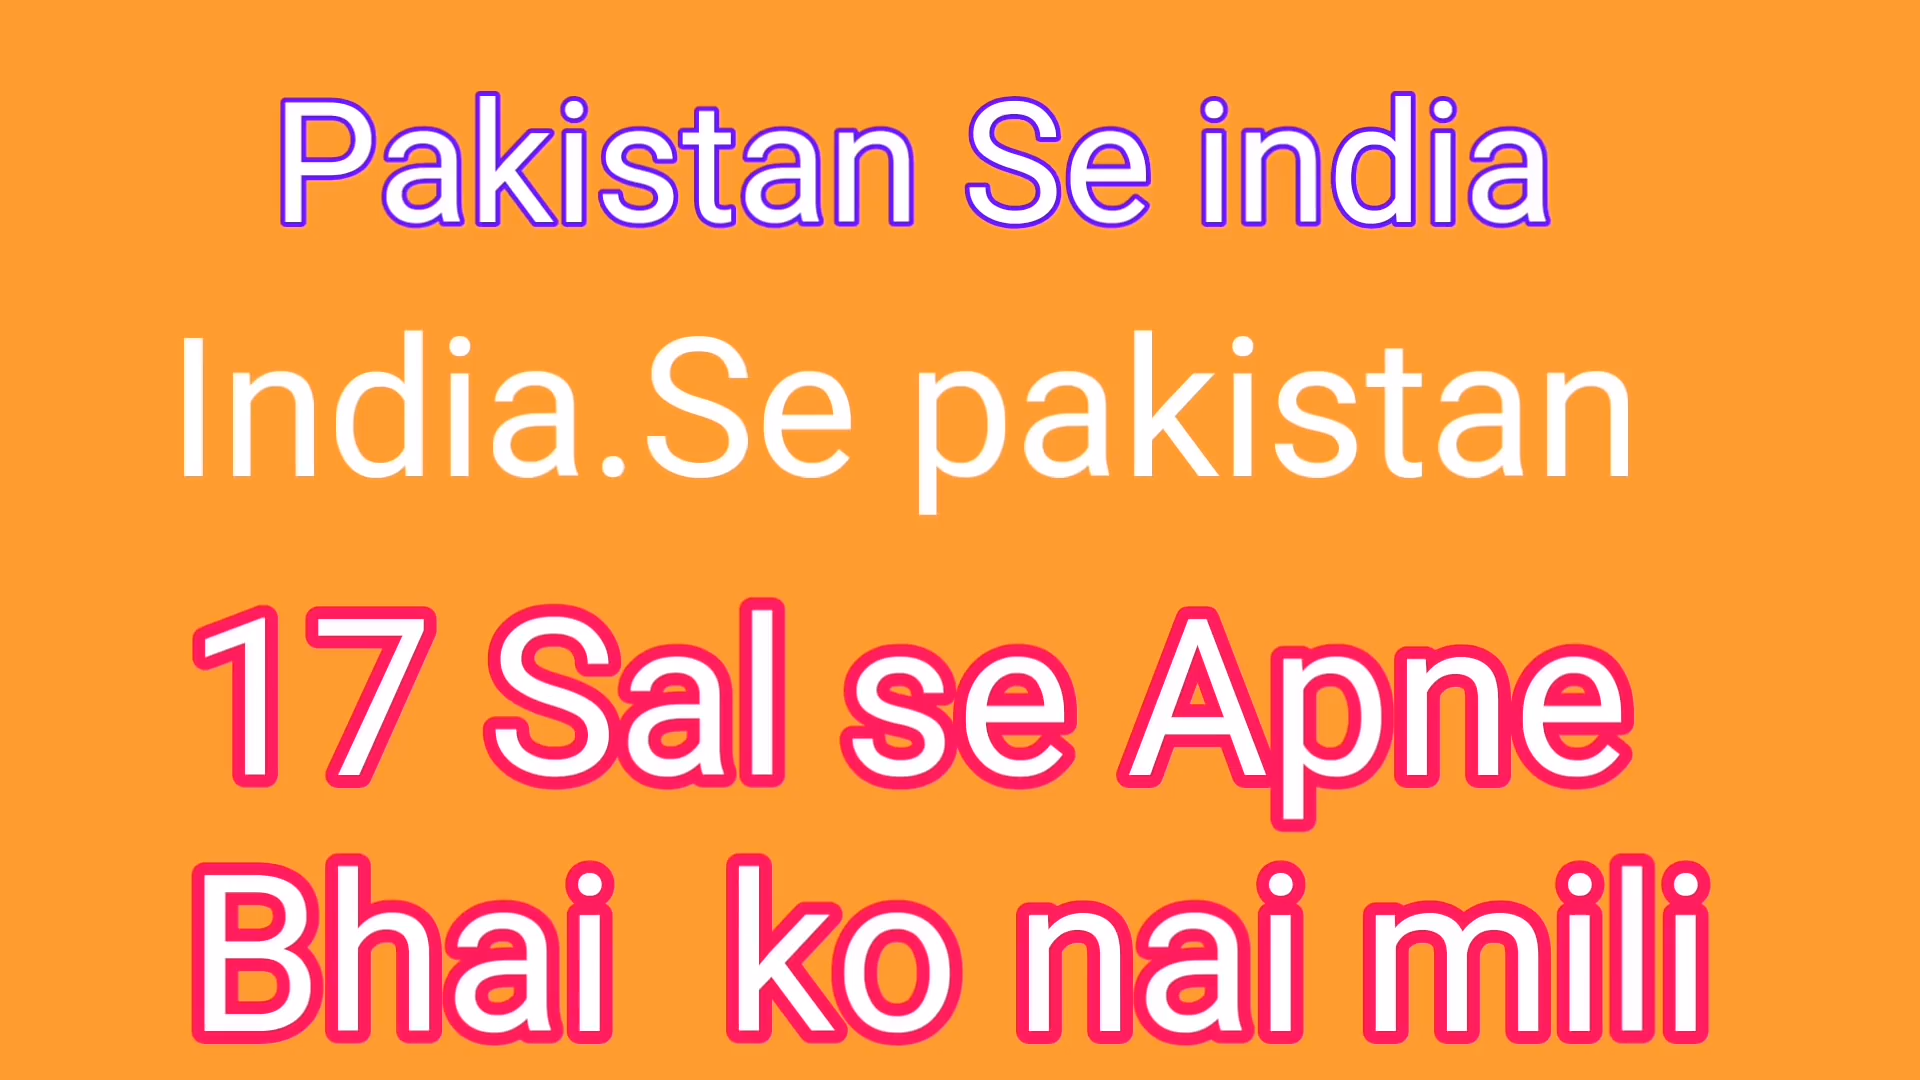 Pakistan Se india
India.Se pakistan
17 Sal se Apne
Bhai ko nai mili